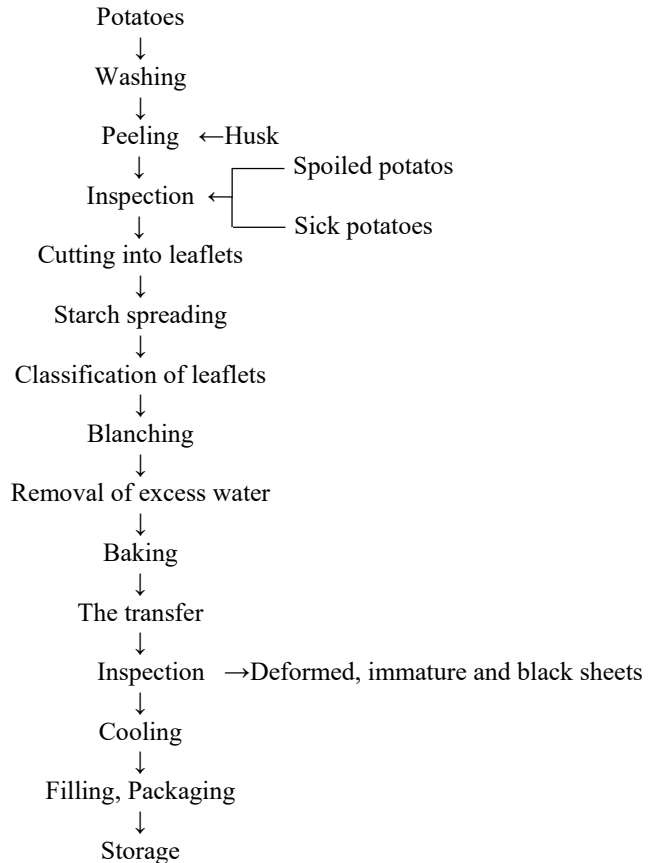 Potatoes
↓
Washing
↓
Peeling ←Husk
↓
Spoiled potatos
Inspection ←
Sick potatoes
↓
Cutting into leaflets
↓
Starch spreading
↓
Classification of leaflets
↓
Blanching
↓
Removal of excess water
↓
Baking
↓
The transfer
↓
Inspection →Deformed, immature and black sheets
↓
Cooling
↓
Filling, Packaging
↓
Storage